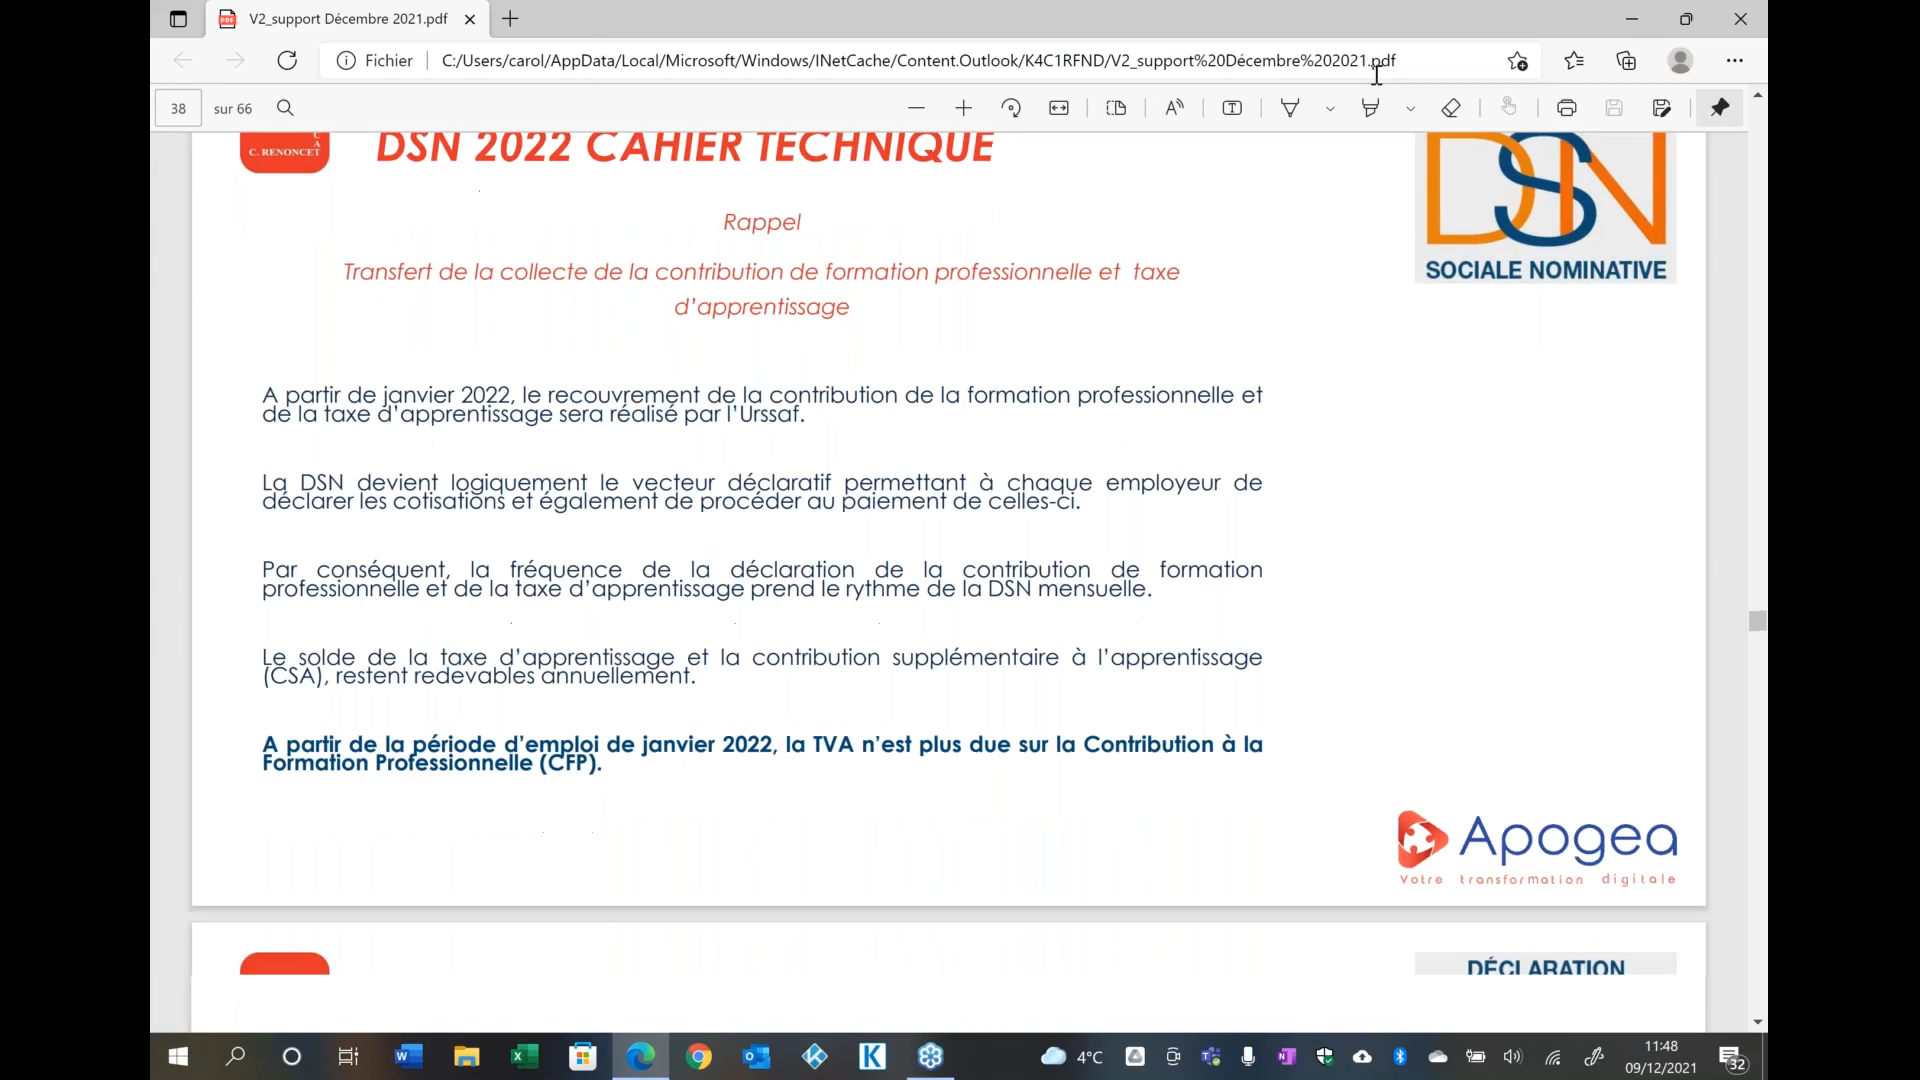 V2_support Décembre 2021.pdf
Fichier
C:/Users/carol/AppData/Local/Microsoft/Windows/INetCache/Content.Outlook/K4C1RFND/V2_support%20Décembre%202021.pdf
38 sur 66
C
A
C. RENONCET
DSN 2022 CAHIER TECHNIQUE
DSN
SOCIALE NOMINATIVE
Rappel
Transfert de la collecte de la contribution de formation professionnelle et taxe
d’apprentissage
A partir de janvier 2022, le recouvrement de la contribution de la formation professionnelle et
de la taxe d’apprentissage sera réalisé par l’Urssaf.
La DSN devient logiquement le vecteur déclaratif permettant à chaque employeur de
déclarer les cotisations et également de procéder au paiement de celles-ci.
Par conséquent, la fréquence de la déclaration de la contribution de formation
professionnelle et de la taxe d’apprentissage prend le rythme de la DSN mensuelle.
Le solde de la taxe d’apprentissage et la contribution supplémentaire à l’apprentissage
(CSA), restent redevables annuellement.
A partir de la période d’emploi de janvier 2022, la TVA n’est plus due sur la Contribution à la
Formation Professionnelle (CFP).
Apogea
Votre transformation digitale
DÉCLARATION
4°C
11:48
09/12/2021
32